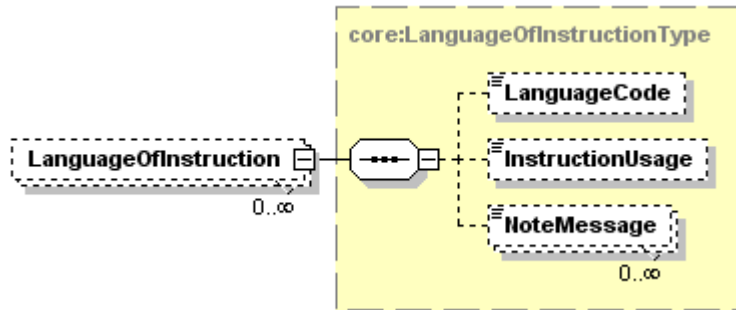 core:LanguageOfInstructionType
LanguageCode
LanguageOfInstruction
0..∞
InstructionUsage
NoteMessage
0..∞